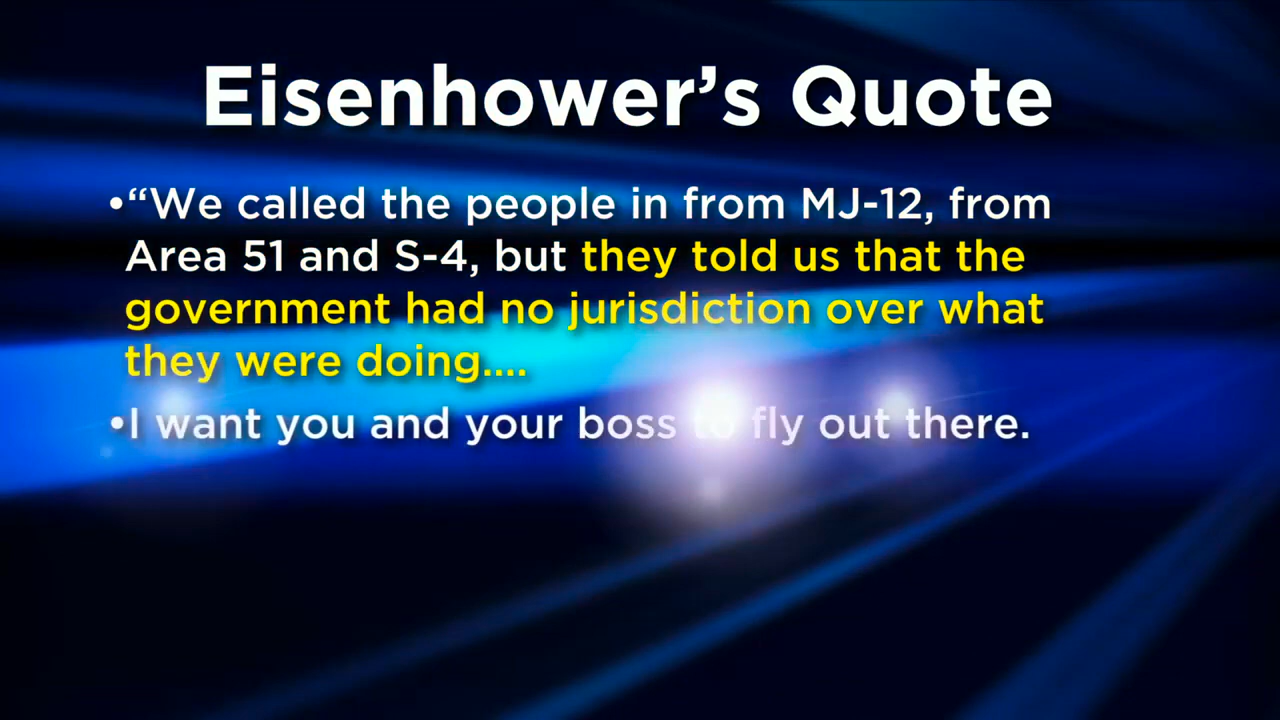 Eisenhower’s Quote
•“We called the people in from MJ-12, from
Area 51 and S-4, but they told us that the
government had no jurisdiction over what
they were doing....
•I want you and your boss to fly out there.